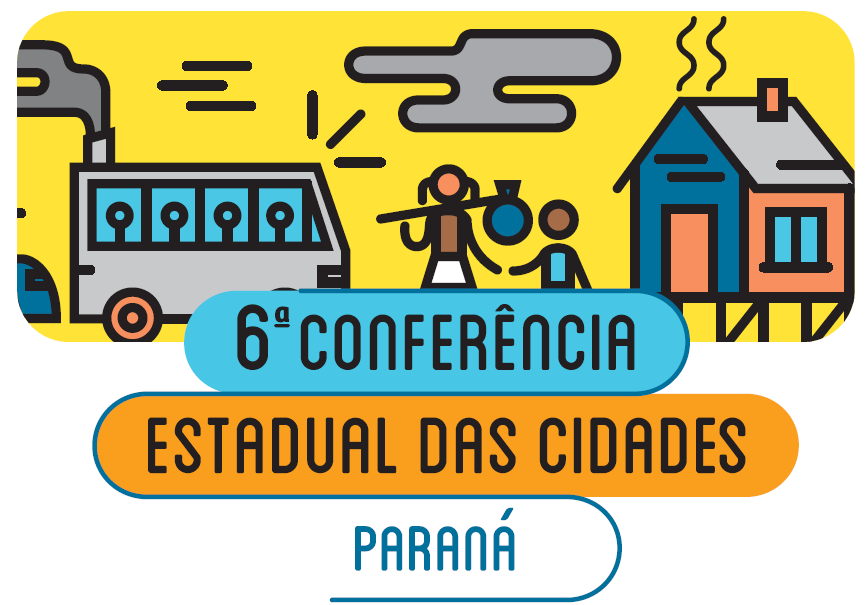 6ª CONFERÊNCIA
ESTADUAL DAS CIDADES
PARANÁ